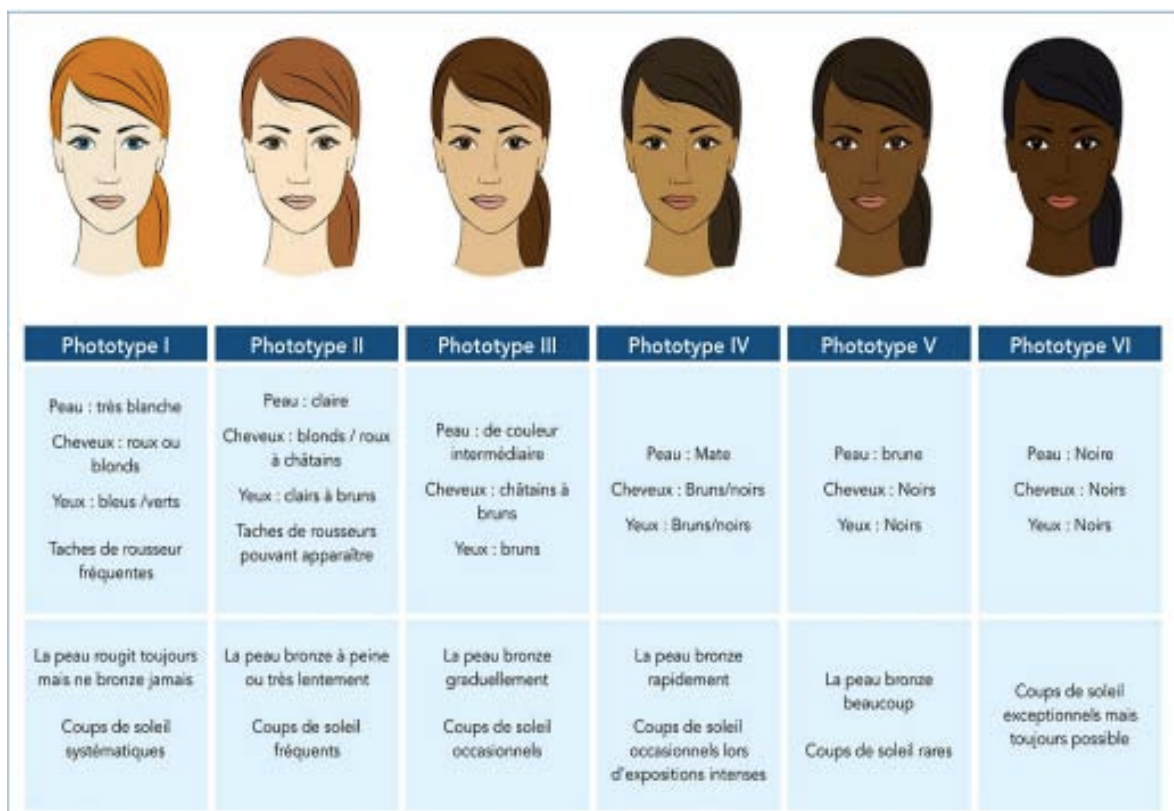 Phototype I
Phototype II
Phototype III
Phototype IV
Phototype V
Phototype VI
Peau : très blanche
Cheveux : roux ou
blonds
Yeux : bleus /verts
Taches de rousseur
fréquentes
Peau : claire
Cheveux : blonds / roux
à châtains
Yeux : clairs à bruns
Taches de rousseurs
pouvant apparaître
Peau : de couleur
intermédiaire
Cheveux : châtains à
bruns
Yeux : bruns
Peau : Mate
Cheveux : Bruns/noirs
Yeux : Bruns/noirs
Peau : brune
Cheveux : Noirs
Yeux : Noirs
Peau : Noire
Cheveux : Noirs
Yeux : Noirs
La peau rougit toujours
mais ne bronze jamais
Coups de soleil
systématiques
La peau bronze à peine
ou très lentement
Coups de soleil
fréquents
La peau bronze
graduellement
Coups de soleil
occasionnels
La peau bronze
rapidement
Coups de soleil
occasionnels lors
d'expositions intenses
La peau bronze
beaucoup
Coups de soleil rares
Coups de soleil
exceptionnels mais
toujours possible